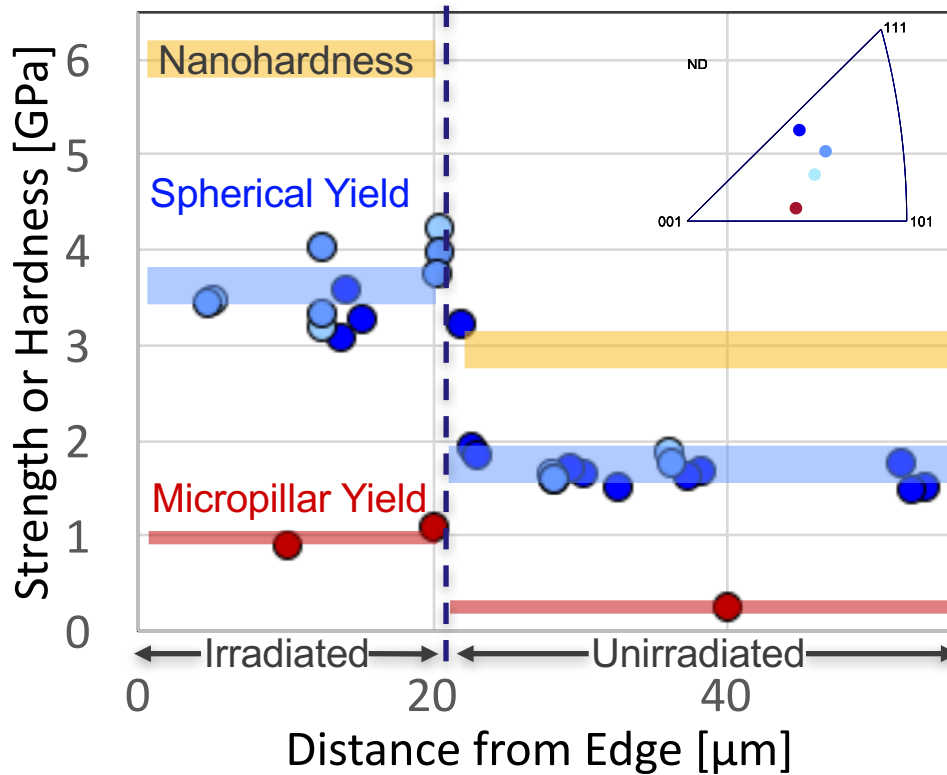 Strength or Hardness [GPa]
6
5
4
3
2
1
0
Nanohardness
Spherical Yield
Micropillar Yield
ND
111
001
101
Irradiated
Unirradiated
0
20
40
Distance from Edge [μm]